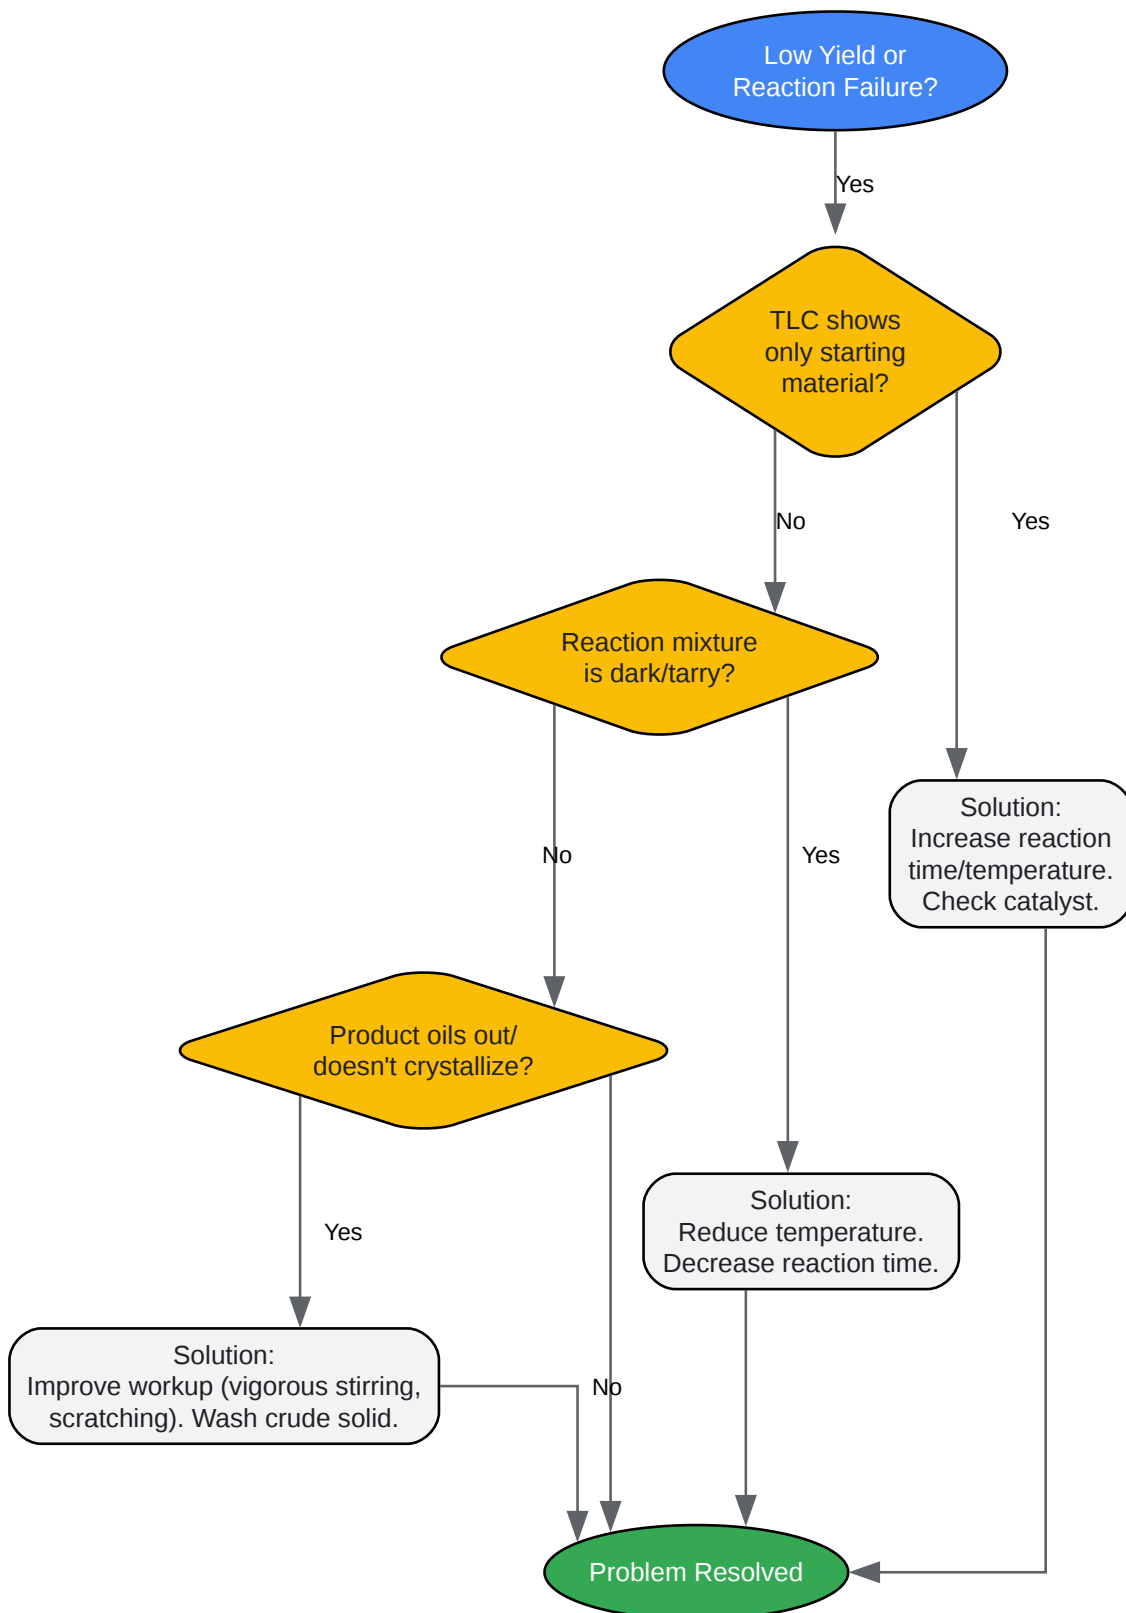 Low Yield or
Reaction Failure?
Yes
TLC shows
only starting
material?
No
Yes
Reaction mixture
is dark/tarry?
Solution:
Increase reaction
time/temperature.
Check catalyst.
No
Yes
Product oils out/
doesn't crystallize?
Solution:
Reduce temperature.
Decrease reaction time.
Yes
Solution:
Improve workup (vigorous stirring,
scratching). Wash crude solid.
No
Problem Resolved